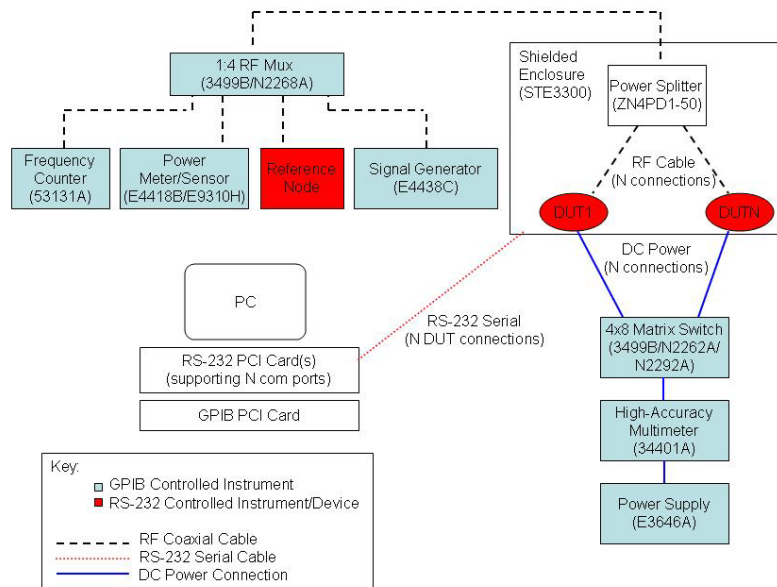 1:4 RF Mux
(3499B/N2268A)
Shielded
Enclosure
(STE3300)
Power Splitter
(ZN4PD1-50)
Frequency
Counter
(53131A)
Power
Meter/Sensor
(E4418B/E9310H)
Reference
Node
Signal Generator
(E4438C)
RF Cable
(N connections)
DUT1
DUTN
DC Power
(N connections)
PC
RS-232 Serial
(N DUT connections)
RS-232 PCI Card(s)
(supporting N com ports)
GPIB PCI Card
4x8 Matrix Switch
(3499B/N2262A/
N2292A)
High-Accuracy
Multimeter
(34401A)
Power Supply
(E3646A)
Key:
GPIB Controlled Instrument
RS-232 Controlled Instrument/Device
RF Coaxial Cable
RS-232 Serial Cable
DC Power Connection